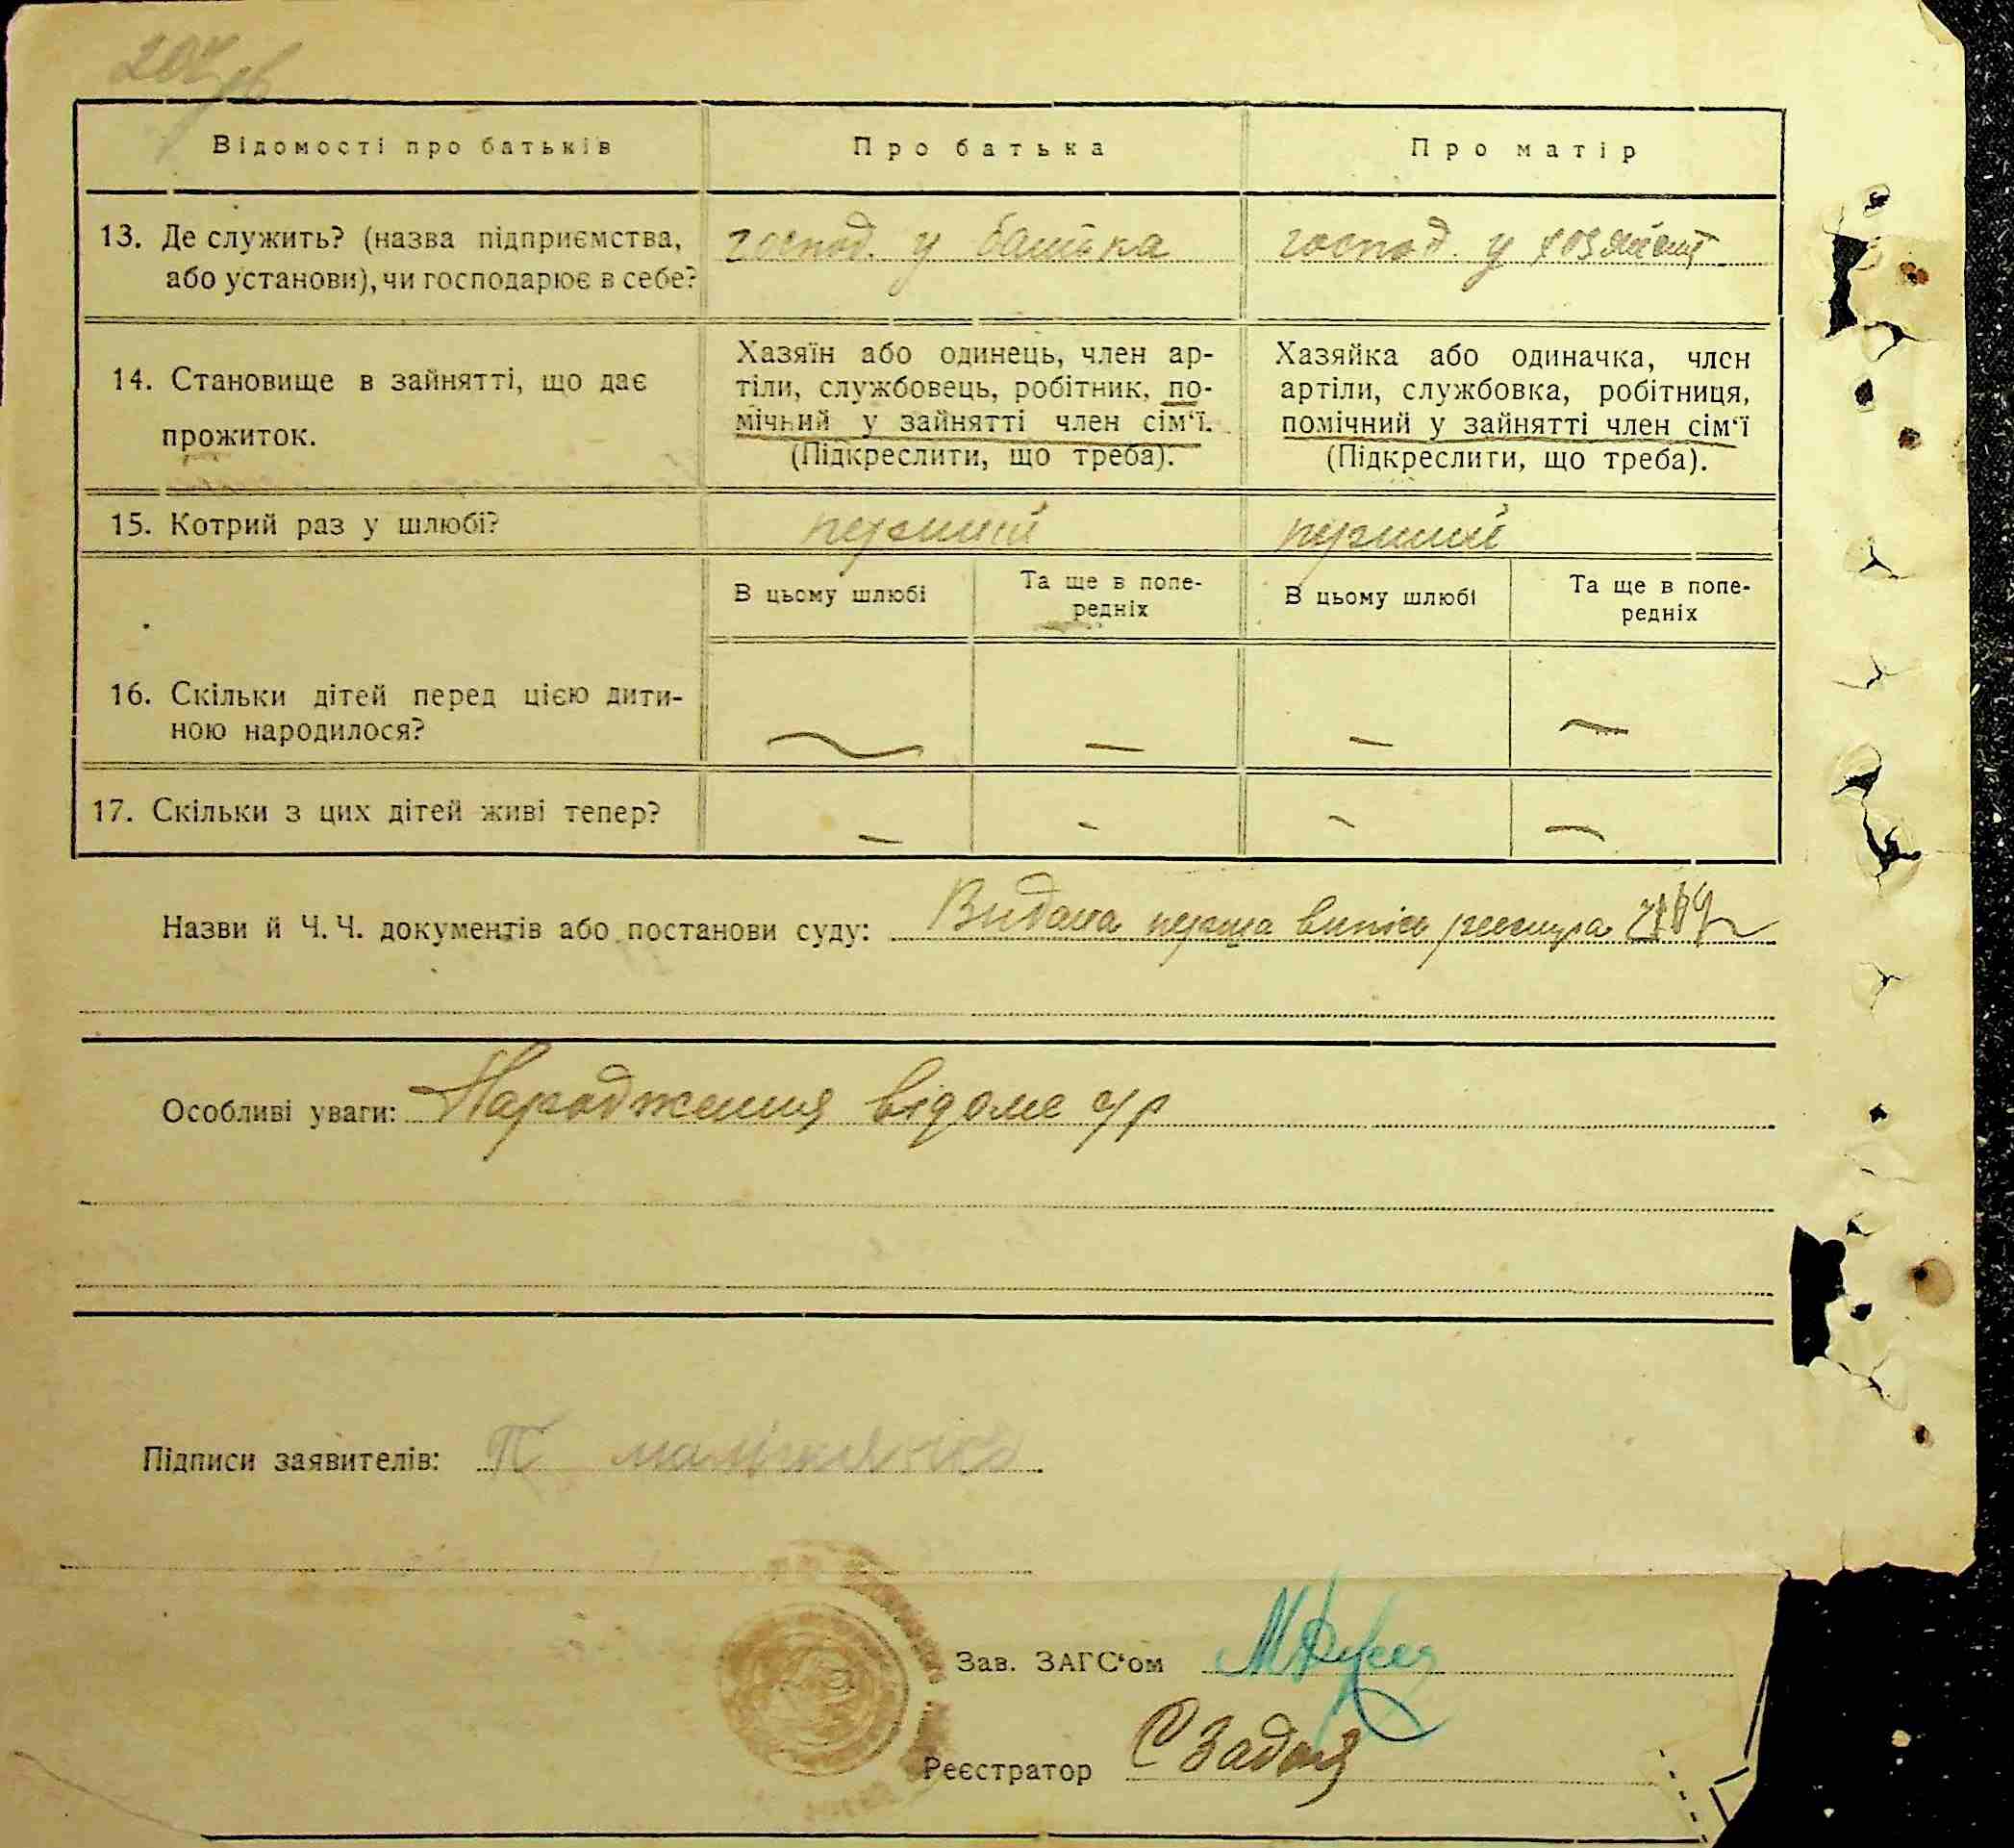 Відомості про батьків Про батька Про матір
13. Де служить? (назва підприємства, або установи), чи господарює в себе? господ. у батька господ. у
14. Становище в зайнятті, що дає прожиток.
Хазяїн або одинець, член ар-
тіли, службовець, робітник, по-
мічний у зайнятті член сім‘ї.
(Підкреслити, що треба).
Хазяйка або одиначка, член
артіли, службовка, робітниця,
помічний у зайнятті член сім‘ї
(Підкреслити, що треба).
15. Котрий раз у шлюбі? перший перший
В цьому шлюбі Та ще в попе-
редніх В цьому шлюбі Та ще в попе-
редніх
16. Скільки дітей перед цією дити-
ною народилося? — — — —
17. Скільки з цих дітей живі тепер? — — — —
Назви й Ч. Ч. документів або постанови суду: Видана перша випись
Особливі уваги: Народження відоме с/р
Підписи заявителів: П
Зав. ЗАГС‘ом
Реєстратор С Задоя